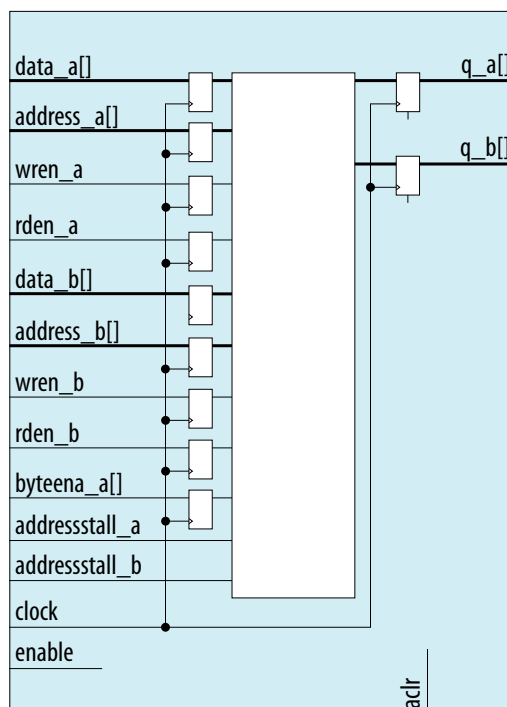 data_a[]
q_a[]
address_a[]
q_b[]
wren_a
rden_a
data_b[]
address_b[]
wren_b
rden_b
byteena_a[]
addressstall_a
addressstall_b
clock
enable
aclr